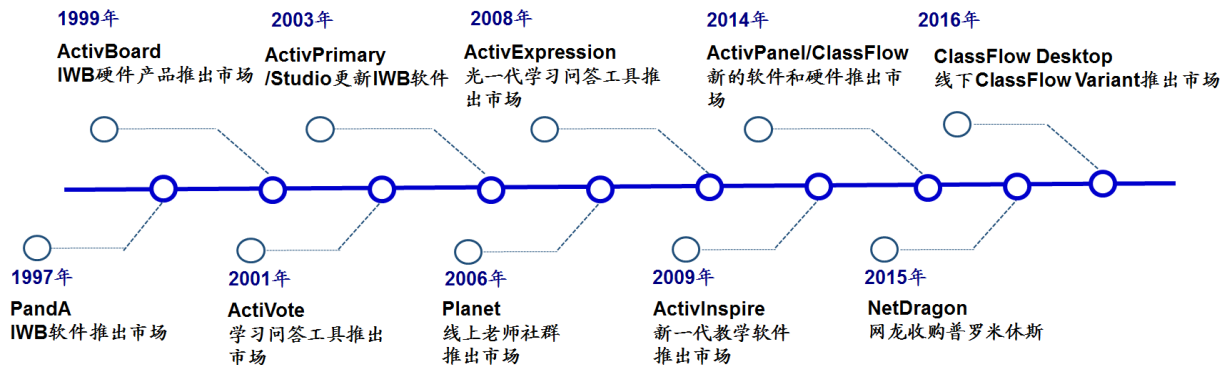 1999年
ActivBoard
IWB硬件产品推出市场
2003年
ActivPrimary
/Studio更新IWB软件
2008年
ActivExpression
光一代学习问答工具推
出市场
2014年
ActivPanel/ClassFlow
新的软件和硬件推出市
场
2016年
ClassFlow Desktop
线下ClassFlow Variant推出市场
1997年
PandA
IWB软件推出市场
2001年
ActiVote
学习问答工具推出
市场
2006年
Planet
线上老师社群
推出市场
2009年
ActivInspire
新一代教学软件
推出市场
2015年
NetDragon
网龙收购普罗米休斯